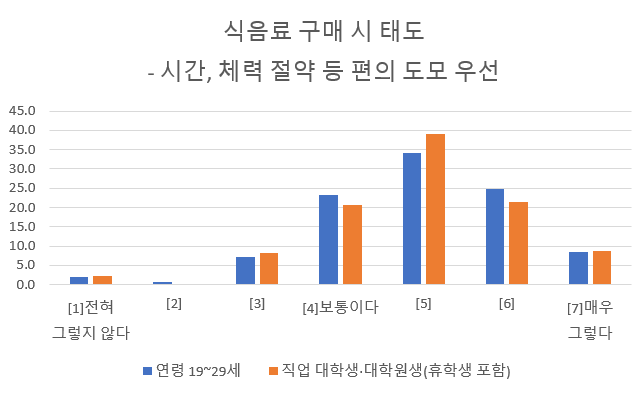 식음료 구매 시 태도
- 시간, 체력 절약 등 편의 도모 우선
45.0
40.0
35.0
30.0
25.0
20.0
15.0
10.0
5.0
0.0
[1]전혀 그렇지 않다
[2]
[3]
[4]보통이다
[5]
[6]
[7]매우 그렇다
연령 19~29세
직업 대학생·대학원생(휴학생 포함)